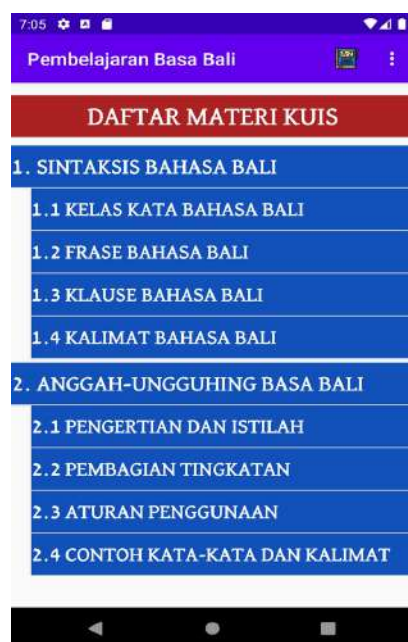 7:05
Pembelajaran Basa Bali
DAFTAR MATERI KUIS
1. SINTAKSIS BAHASA BALI
1.1 KELAS KATA BAHASA BALI
1.2 FRASE BAHASA BALI
1.3 KLAUSE BAHASA BALI
1.4 KALIMAT BAHASA BALI
2. ANGGAH-UNGGUHING BASA BALI
2.1 PENGERTIAN DAN ISTILAH
2.2 PEMBAGIAN TINGKATAN
2.3 ATURAN PENGGUNAAN
2.4 CONTOH KATA-KATA DAN KALIMAT